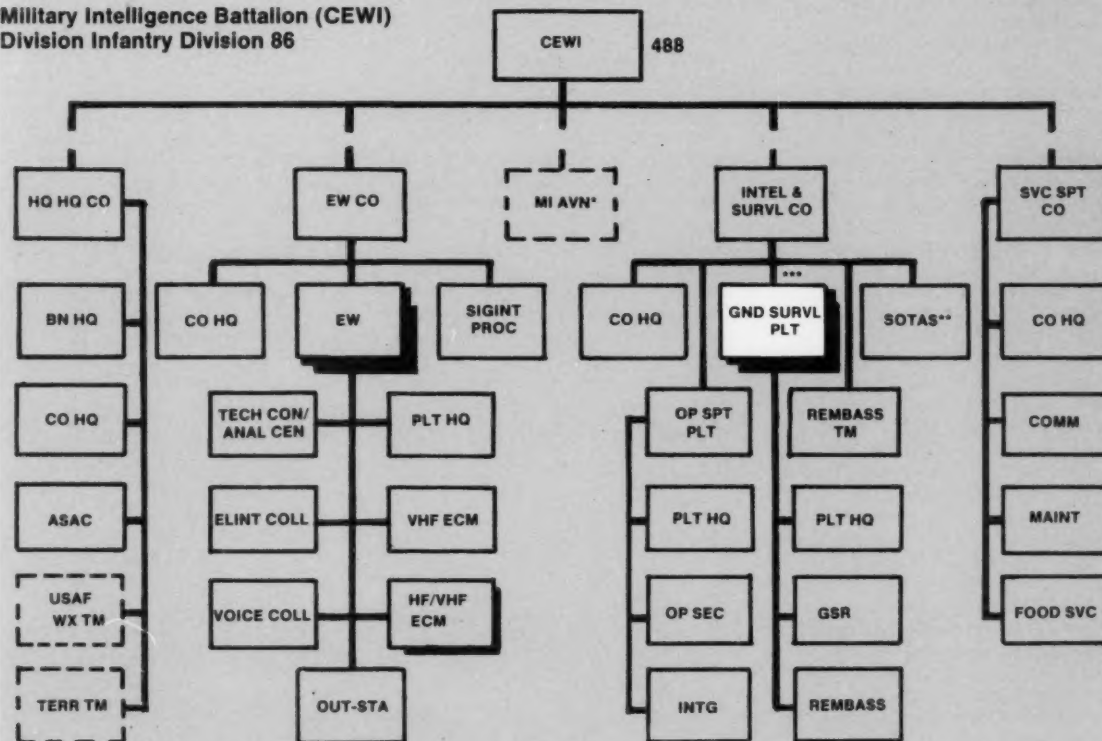 Military Intelligence Battalion (CEWI)
Division Infantry Division 86
CEWI
488
HQ HQ CO
EW CO
MI AVN*
INTEL &
SURVL CO
SVC SPT
CO
BN HQ
CO HQ
EW
SIGINT
PROC
CO HQ
***
GND SURVL
PLT
SOTAS**
CO HQ
CO HQ
TECH CON/
ANAL CEN
PLT HQ
OP SPT
PLT
REMBASS
TM
COMM
ASAC
ELINT COLL
VHF ECM
PLT HQ
PLT HQ
MAINT
USAF
WX TM
VOICE COLL
HF/VHF
ECM
OP SEC
GSR
FOOD SVC
TERR TM
OUT-STA
INTG
REMBASS